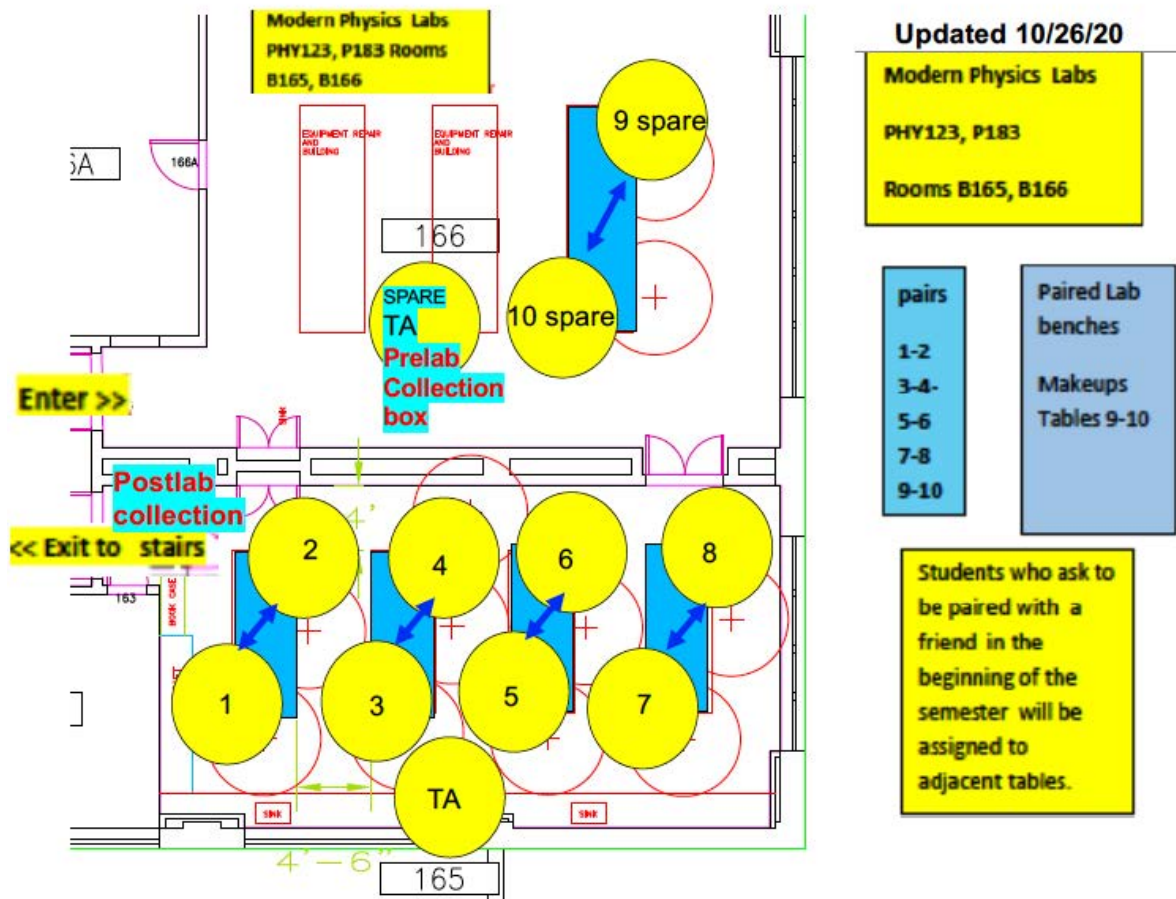 Modern Physics Labs
PHY123, P183 Rooms
B165, B166
Updated 10/26/20
Modern Physics Labs
PHY123, P183
Rooms B165, B166
9 spare
EQUIPMENT REPAIR
AND
BUILDING
EQUIPMENT REPAIR
AND
BUILDING
166A
166
10 spare
SPARE
TA
Prelab
Collection
box
pairs
1-2
3-4-
5-6
7-8
9-10
Paired Lab
benches
Makeups
Tables 9-10
Enter >>
SINK
Postlab
collection
<< Exit to stairs
4'
2
4
6
8
163
BOOK CASE
1
3
5
7
TA
SINK
SINK
4'-6"
165
Students who ask to
be paired with a
friend in the
beginning of the
semester will be
assigned to
adjacent tables.